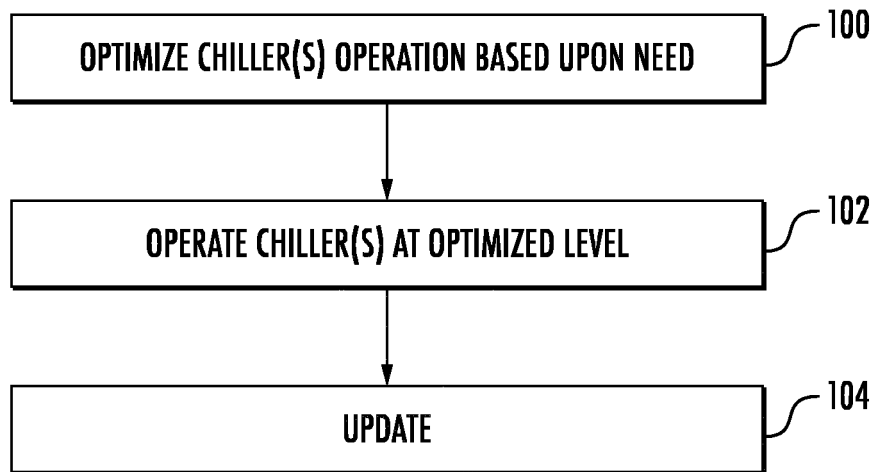 OPTIMIZE CHILLER(S) OPERATION BASED UPON NEED
100
OPERATE CHILLER(S) AT OPTIMIZED LEVEL
102
UPDATE
104